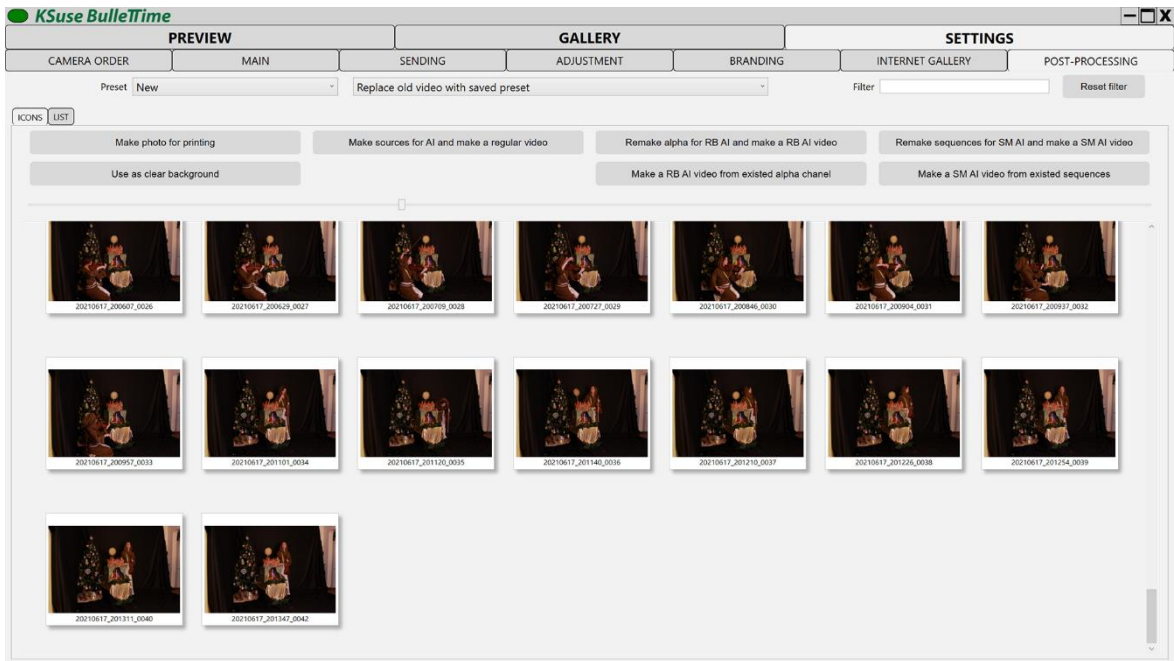 KSuse BulleTime
PREVIEW GALLERY SETTINGS
CAMERA ORDER MAIN SENDING ADJUSTMENT BRANDING INTERNET GALLERY POST-PROCESSING
Preset New Replace old video with saved preset Filter Reset filter
ICONS LIST
Make photo for printing Make sources for AI and make a regular video Remake alpha for RB AI and make a RB AI video Remake sequences for SM AI and make a SM AI video
Use as clear background Make a RB AI video from existed alpha chanel Make a SM AI video from existed sequences
20210617_200607_0026 20210617_200629_0027 20210617_200709_0028 20210617_200727_0029 20210617_200846_0030 20210617_200904_0031 20210617_200937_0032
20210617_200957_0033 20210617_201101_0034 20210617_201120_0035 20210617_201140_0036 20210617_201210_0037 20210617_201226_0038 20210617_201254_0039
20210617_201311_0040 20210617_201347_0042